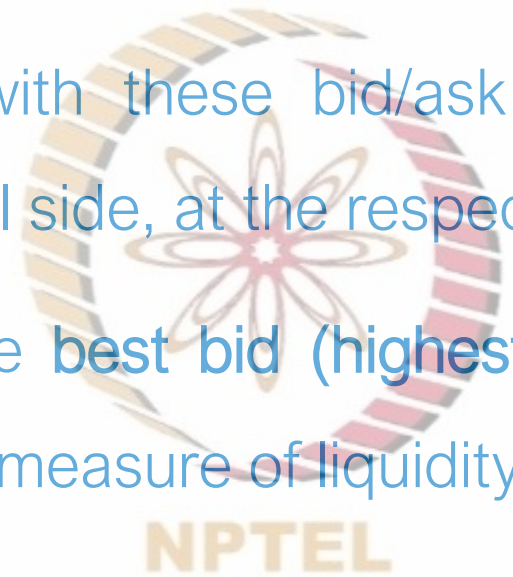 with these bid/ask
l side, at the respec
e best bid (highest
measure of liquidity
NPTEL